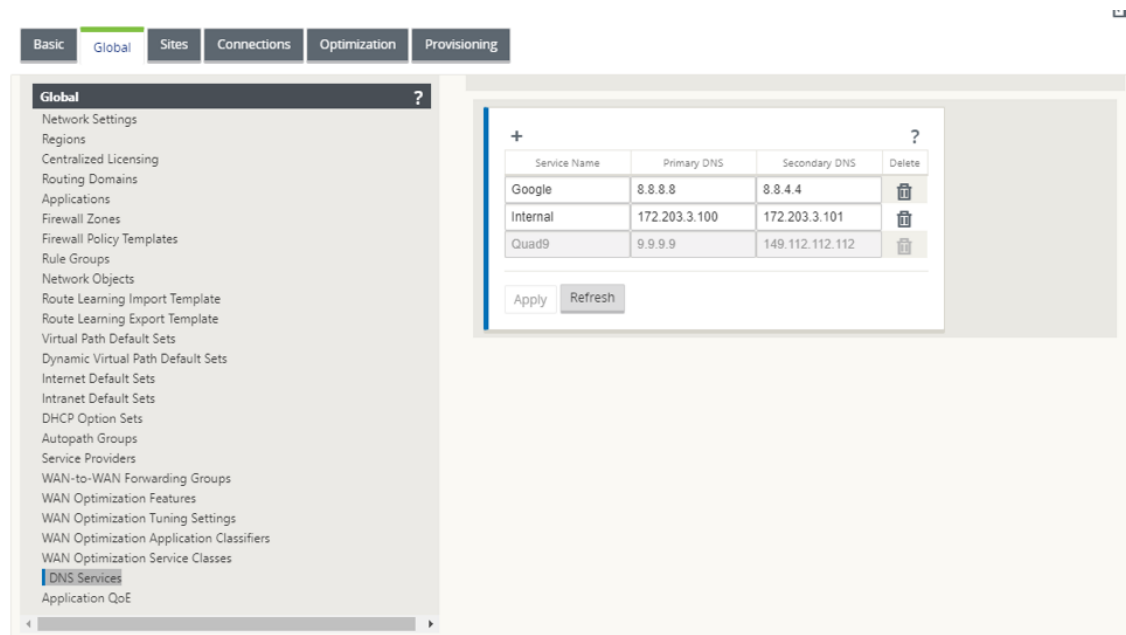 Basic Global Sites Connections Optimization Provisioning
Global ?
Network Settings
Regions
Centralized Licensing
Routing Domains
Applications
Firewall Zones
Firewall Policy Templates
Rule Groups
Network Objects
Route Learning Import Template
Route Learning Export Template
Virtual Path Default Sets
Dynamic Virtual Path Default Sets
Internet Default Sets
Intranet Default Sets
DHCP Option Sets
Autopath Groups
Service Providers
WAN-to-WAN Forwarding Groups
WAN Optimization Features
WAN Optimization Tuning Settings
WAN Optimization Application Classifiers
WAN Optimization Service Classes
DNS Services
Application QoE
+ ?
Service Name Primary DNS Secondary DNS Delete
Google 8.8.8.8 8.8.4.4
Internal 172.203.3.100 172.203.3.101
Quad9 9.9.9.9 149.112.112.112
Apply Refresh